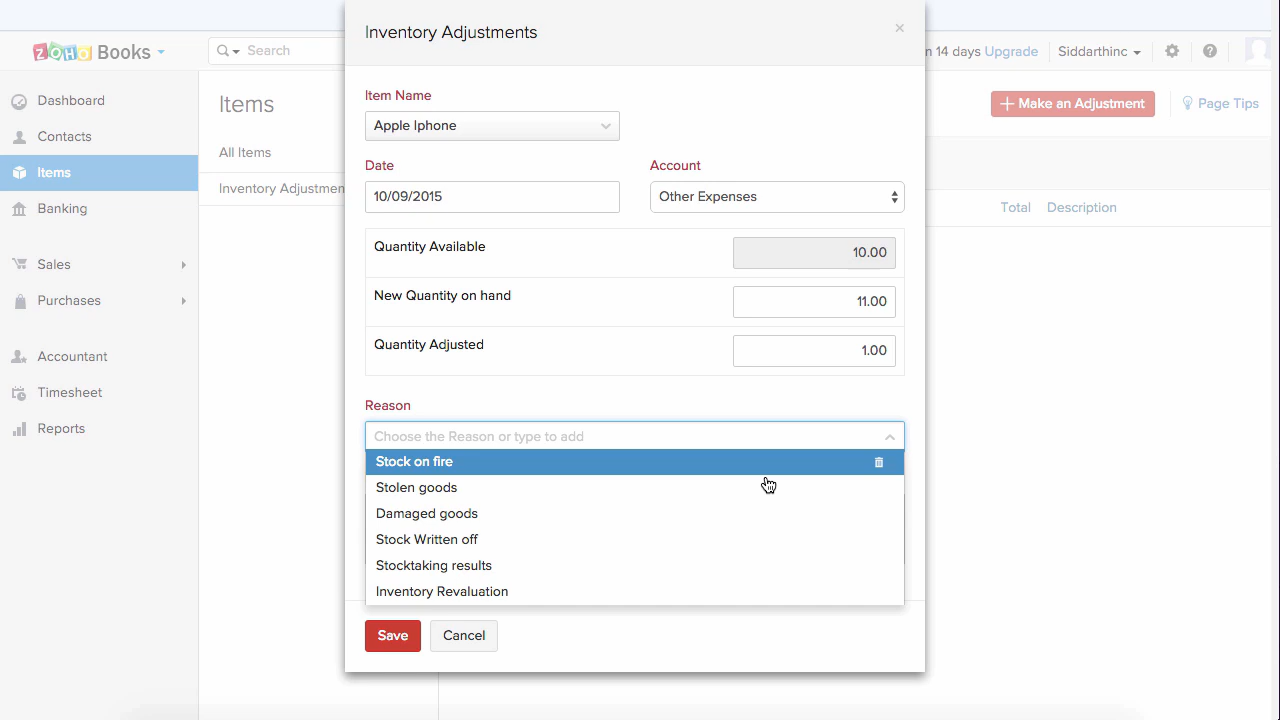 Inventory Adjustments
×
ZOHO Books
Search
n 14 days Upgrade
Siddarthinc
Dashboard
Contacts
Items
Banking
Sales
Purchases
Accountant
Timesheet
Reports
Items
All Items
Inventory Adjustmen
+ Make an Adjustment
Page Tips
Total Description
Item Name
Apple Iphone
Date
10/09/2015
Account
Other Expenses
Quantity Available
10.00
New Quantity on hand
11.00
Quantity Adjusted
1.00
Reason
Choose the Reason or type to add
Stock on fire
Stolen goods
Damaged goods
Stock Written off
Stocktaking results
Inventory Revaluation
Save
Cancel